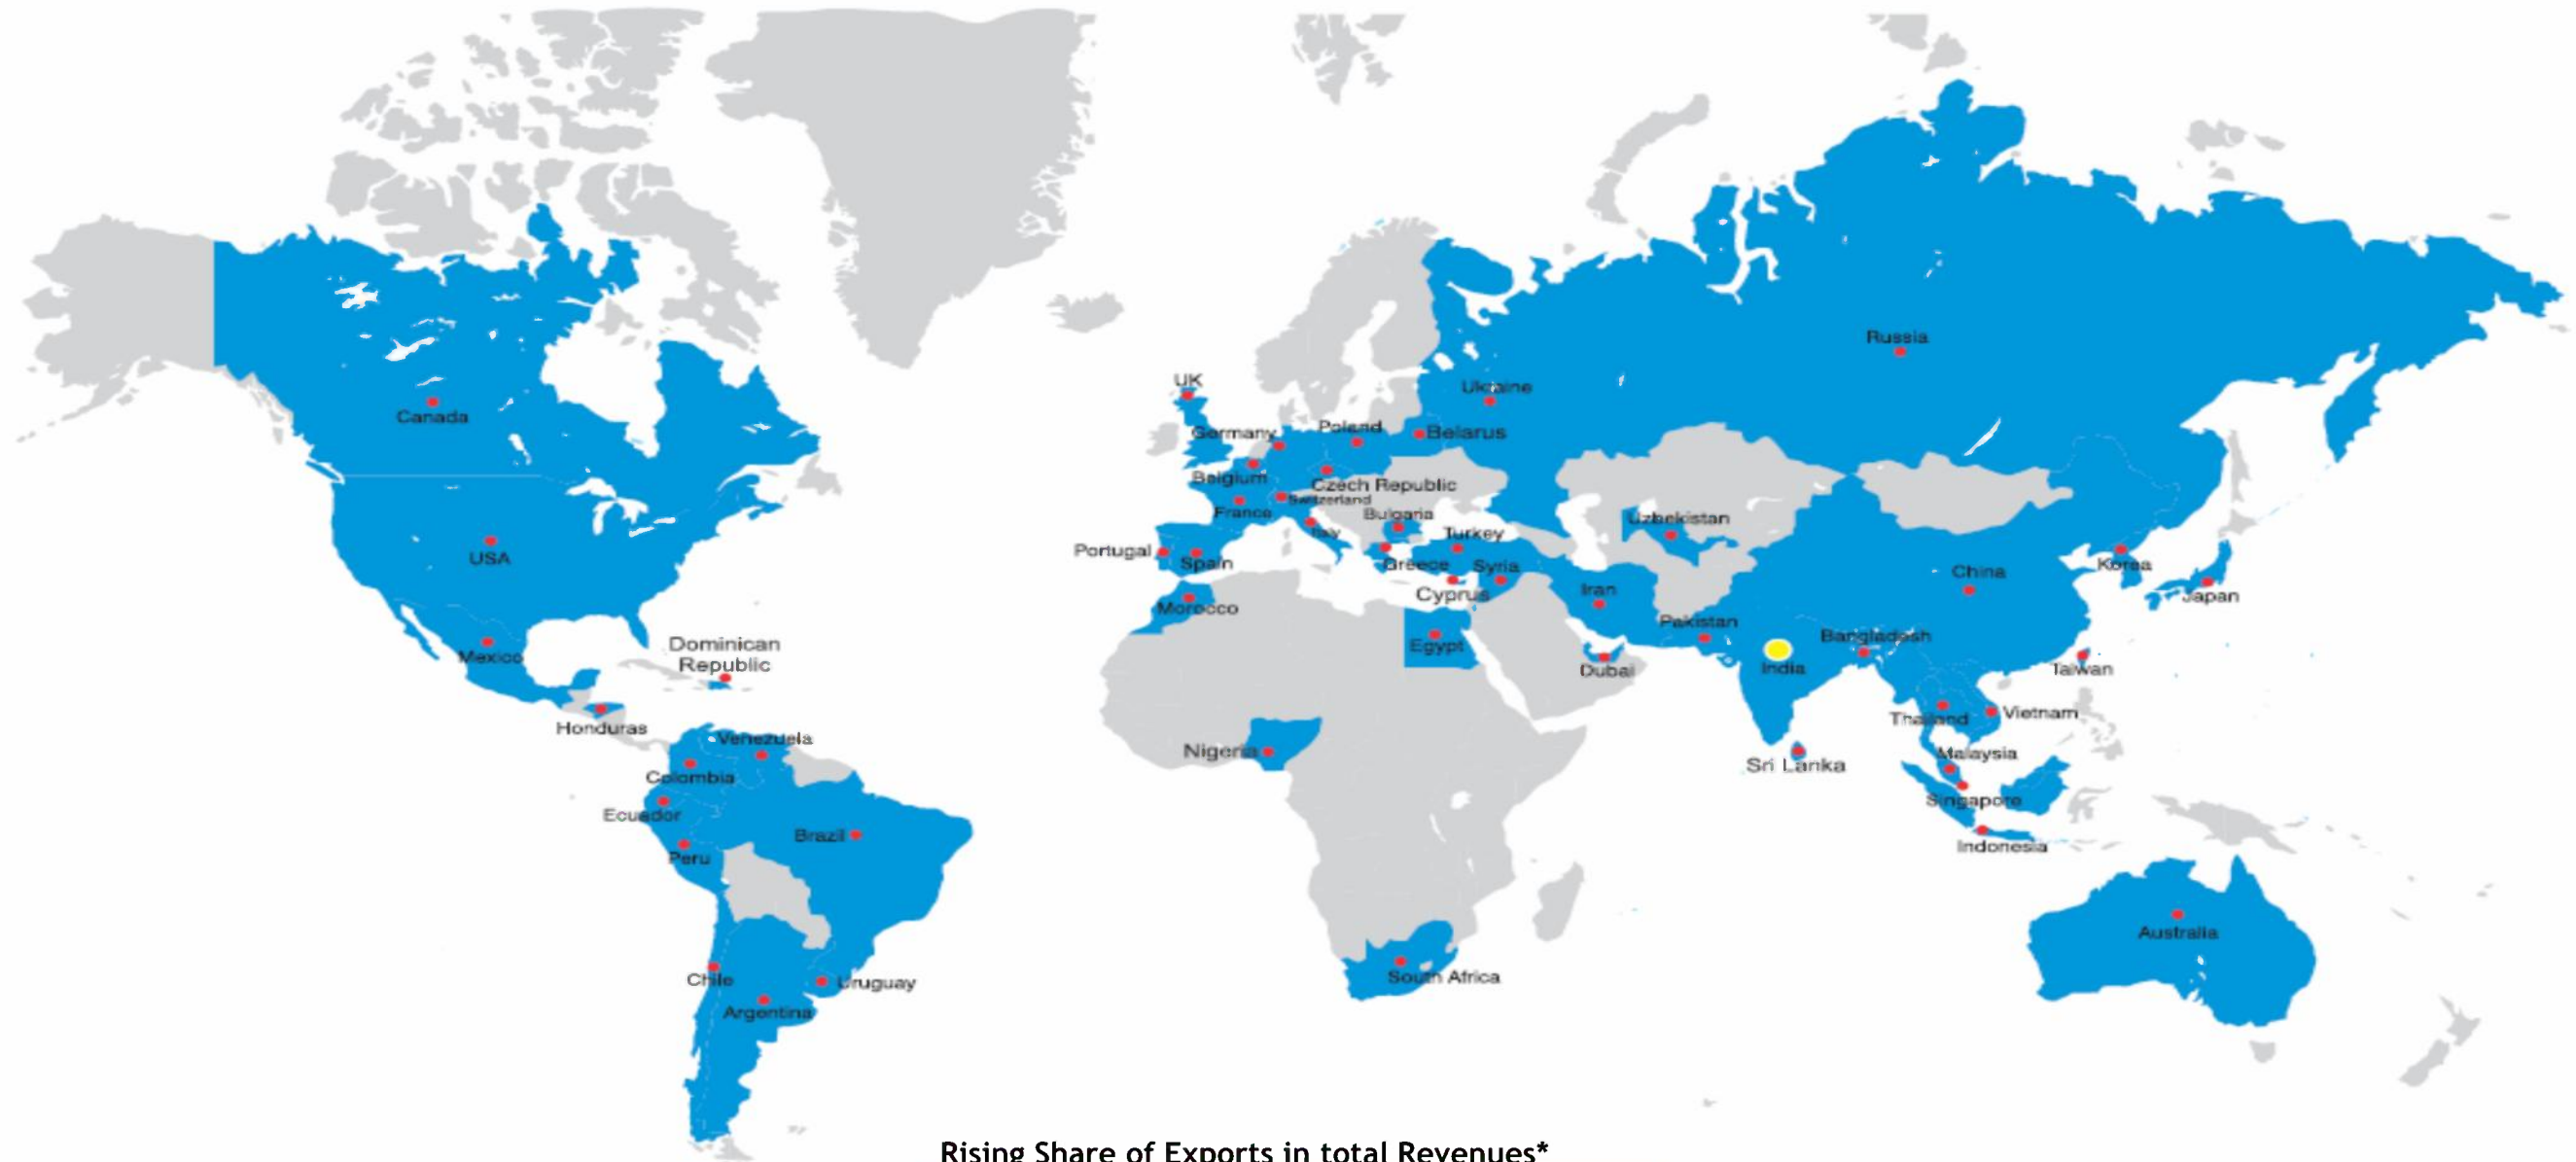 Canada
USA
Mexico
Dominican
Republic
Honduras
Venezuela
Colombia
Ecuador
Peru
Brazil
Chile
Uruguay
Argentina
UK
Germany
Poland
Belarus
Ukraine
Russia
Belgium
Czech Republic
Switzerland
France
Bulgaria
Italy
Turkey
Portugal
Spain
Greece
Syria
Cyprus
Morocco
Egypt
Nigeria
South Africa
Uzbekistan
Iran
Dubai
Pakistan
India
Bangladesh
Sri Lanka
China
Korea
Japan
Taiwan
Thailand
Vietnam
Malaysia
Singapore
Indonesia
Australia
Rising Share of Exports in total Revenues*